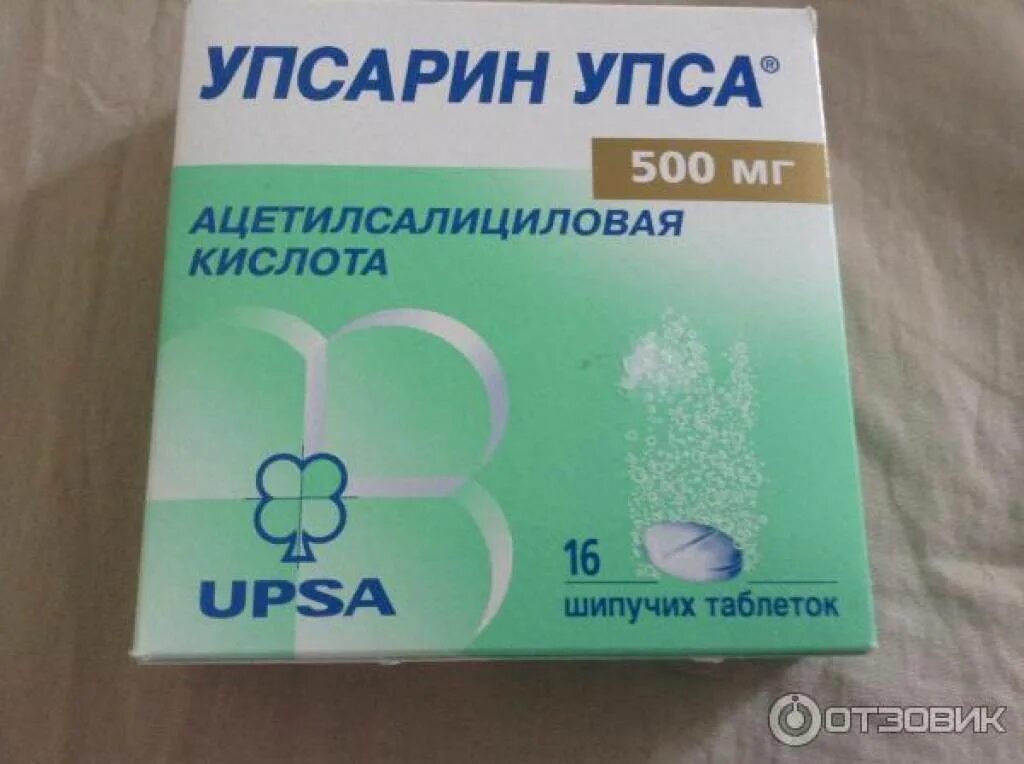 УПСАРИН УПСА®
500 мг
АЦЕТИЛСАЛИЦИЛОВАЯ
КИСЛОТА
16
шипучих таблеток
UPSA
ОТЗОВИК